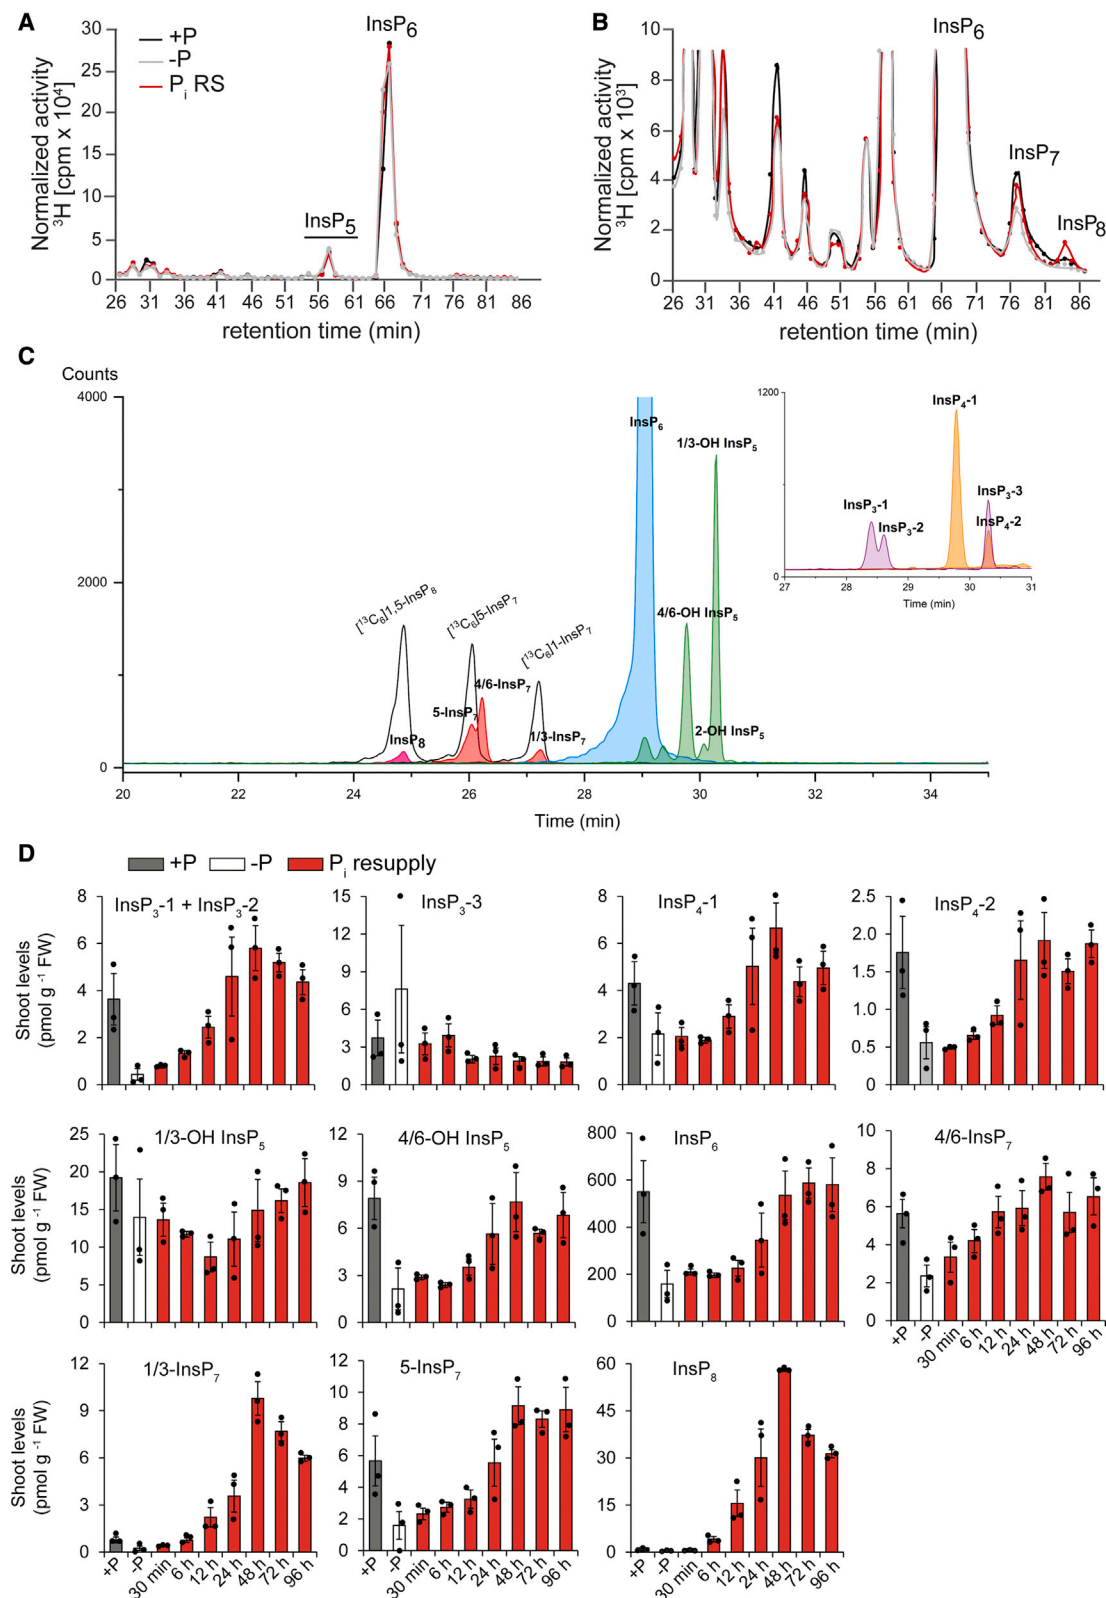 A
Normalized activity
³H [cpm x 10⁴]
30
25
20
15
10
5
0
+P
-P
Pᵢ RS
InsP₆
InsP₅
26 31 36 41 46 51 56 61 66 71 76 81 86
retention time (min)
B
Normalized activity
³H [cpm x 10³]
10
8
6
4
2
0
InsP₆
InsP₇
InsP₈
26 31 36 41 46 51 56 61 66 71 76 81 86
retention time (min)
C
Counts
4000
2000
0
[¹³C₆]1,5-InsP₈
[¹³C₆]5-InsP₇
[¹³C₆]1-InsP₇
InsP₈
5-InsP₇
4/6-InsP₇
1/3-InsP₇
InsP₆
1/3-OH InsP₅
4/6-OH InsP₅
2-OH InsP₅
20 22 24 26 28 30 32 34
Time (min)
1200
0
InsP₃-1
InsP₃-2
InsP₄-1
InsP₃-3
InsP₄-2
27 28 29 30 31
Time (min)
D
+P -P Pᵢ resupply
Shoot levels
(pmol g ⁻¹ FW)
InsP₃-1 + InsP₃-2
8
6
4
2
0
InsP₃-3
15
12
9
6
3
0
InsP₄-1
8
6
4
2
0
InsP₄-2
2.5
2.0
1.5
1.0
0.5
0
Shoot levels
(pmol g ⁻¹ FW)
1/3-OH InsP₅
25
20
15
10
5
0
4/6-OH InsP₅
12
9
6
3
0
InsP₆
800
600
400
200
0
4/6-InsP₇
10
8
6
4
2
0
+P -P 30 min 6 h 12 h 24 h 48 h 72 h 96 h
Shoot levels
(pmol g ⁻¹ FW)
1/3-InsP₇
12
9
6
3
0
+P -P 30 min 6 h 12 h 24 h 48 h 72 h 96 h
5-InsP₇
12
10
8
6
4
2
0
+P -P 30 min 6 h 12 h 24 h 48 h 72 h 96 h
InsP₈
60
45
30
15
0
+P -P 30 min 6 h 12 h 24 h 48 h 72 h 96 h